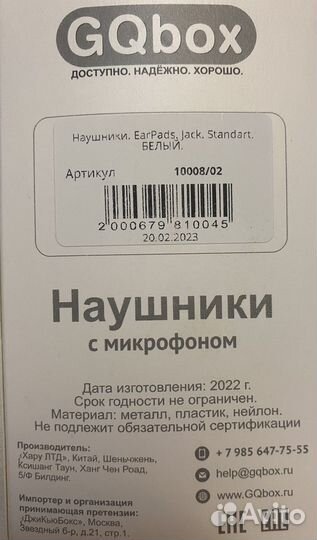 GQbox
ДОСТУПНО. НАДЁЖНО. ХОРОШО.
Наушники. EarPads, Jack. Standart.
БЕЛЫЙ.
Артикул 10008/02
2 000679 810045
20.02.2023
Наушники
с микрофоном
Дата изготовления: 2022 г.
Срок годности не ограничен.
Материал: металл, пластик, нейлон.
Не подлежит обязательной сертификации
Производитель:
«Хару ЛТД», Китай, Шеньчжень,
Ксишанг Таун, Ханг Чен Роад,
5/Ф Билдинг.
Импортер и организация
принимающая претензии:
«ДжиКьюБокс», Москва,
Звездный б-р, д.21, стр.1.
+ 7 985 647-75-55
help@gqbox.ru
www.GQbox.ru
EAC
Avito